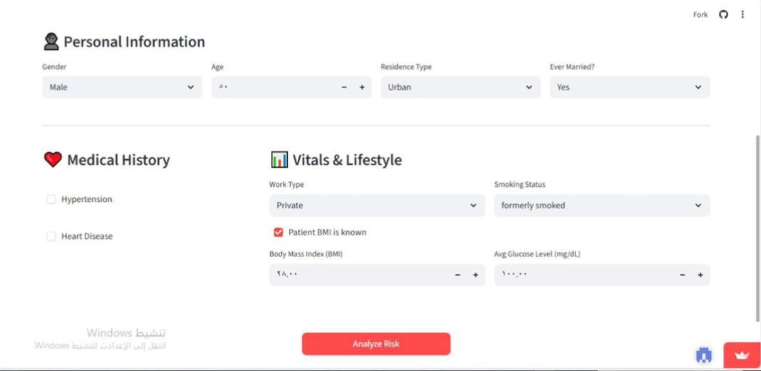 Fork
Personal Information
Gender
Age
Residence Type
Ever Married?
Male
٥٠
- +
Urban
Yes
Medical History
Vitals & Lifestyle
Work Type
Smoking Status
Hypertension
Private
formerly smoked
Patient BMI is known
Heart Disease
Body Mass Index (BMI)
Avg Glucose Level (mg/dL)
٢٨,٠٠
- +
١٠٠,٠٠
- +
تنشيط Windows
انتقل إلى الإعدادات لتنشيط Windows.
Analyze Risk